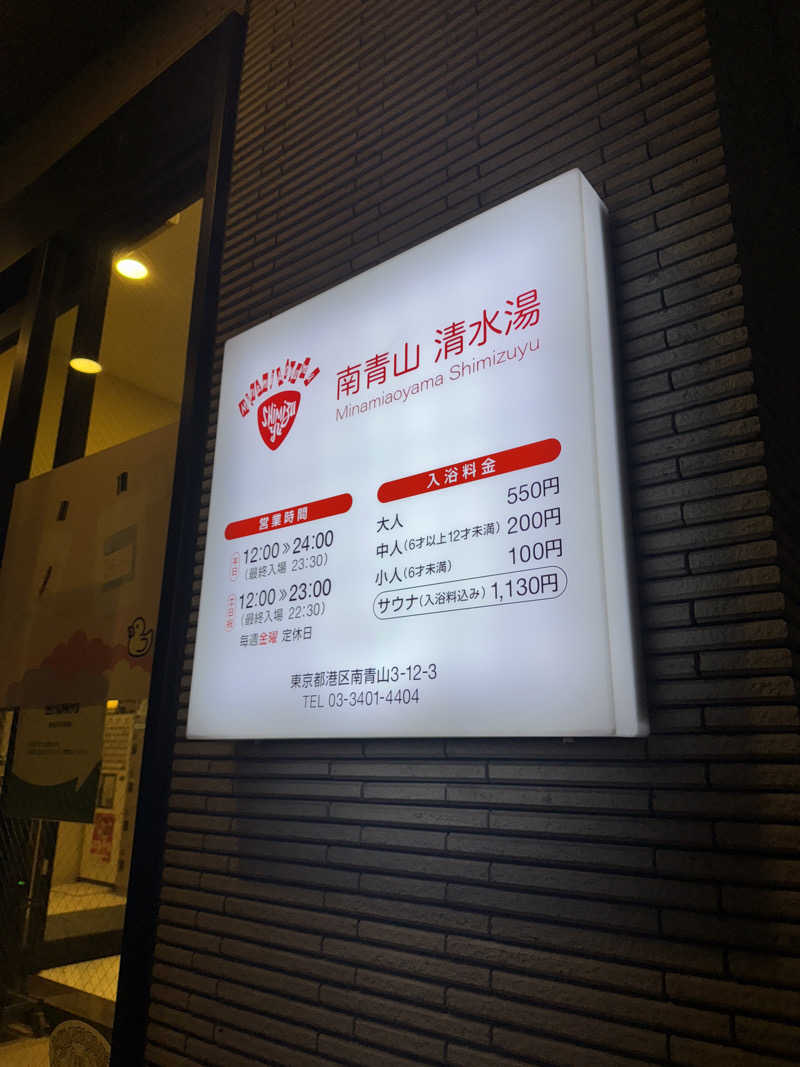 SHIMIZU
YU
南青山 清水湯
Minamiaoyama Shimizuyu
営業時間
平日 12:00 » 24:00
(最終入場 23:30)
土日祝 12:00 » 23:00
(最終入場 22:30)
毎週金曜 定休日
入浴料金
大人 550円
中人(6才以上12才未満) 200円
小人(6才未満) 100円
サウナ(入浴料込み) 1,130円
東京都港区南青山3-12-3
TEL 03-3401-4404